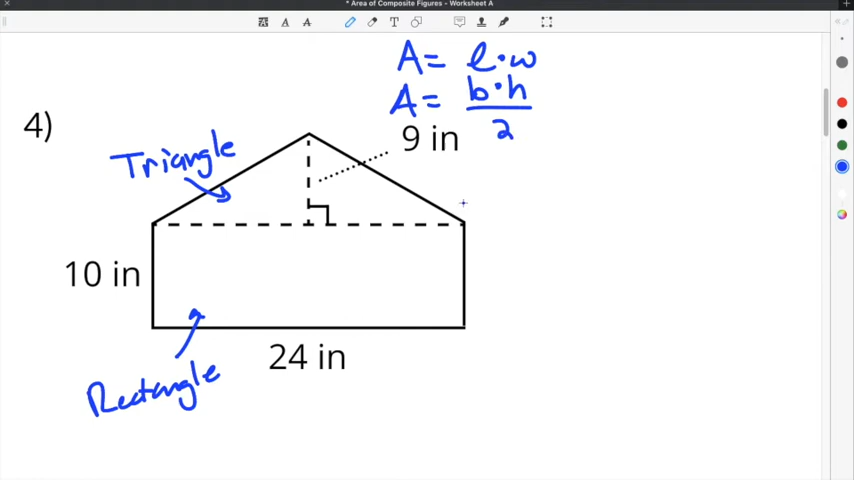 * Area of Composite Figures - Worksheet A
A = l · w
A = b · h
2
4)
9 in
Triangle
10 in
24 in
Rectangle